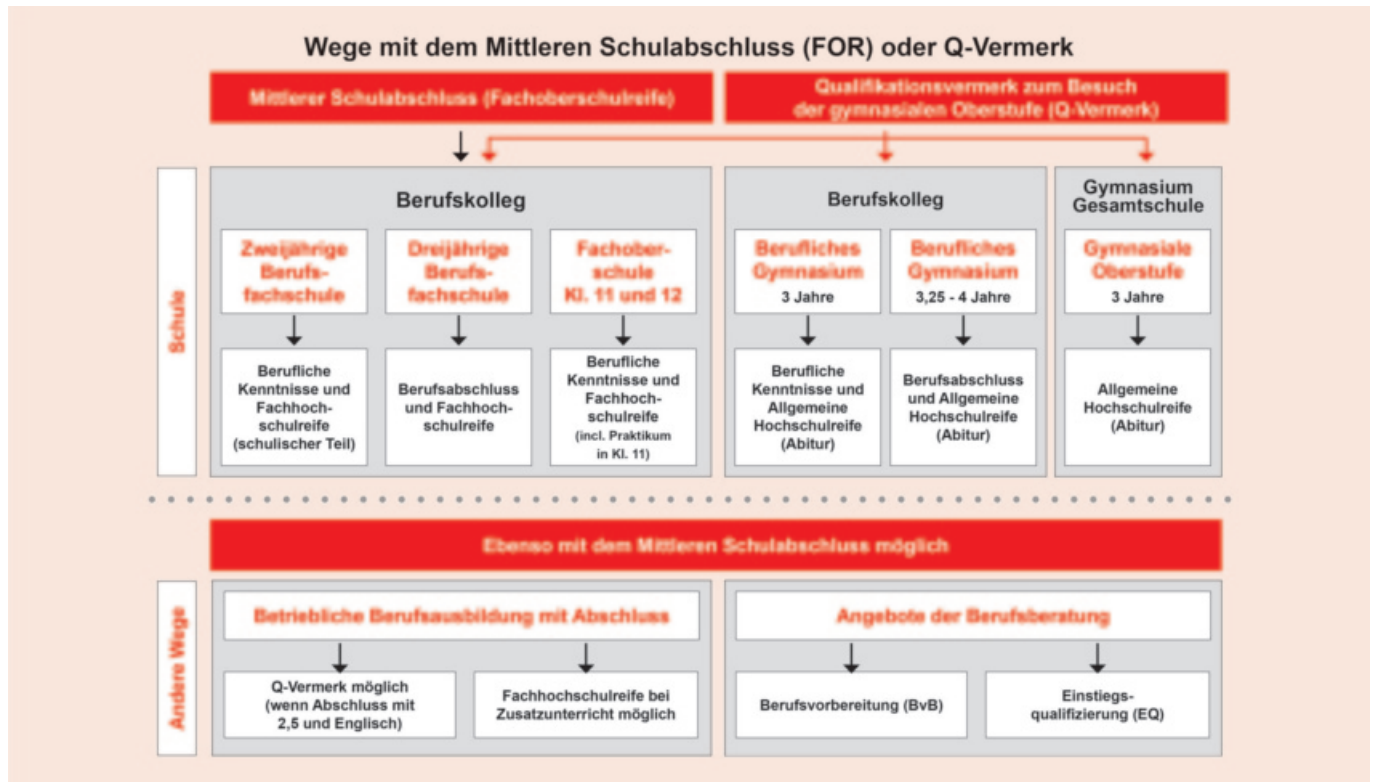 Wege mit dem Mittleren Schulabschluss (FOR) oder Q-Vermerk
Mittlerer Schulabschluss (Fachoberschulreife)
Qualifikationsvermerk zum Besuch
der gymnasialen Oberstufe (Q-Vermerk)
Schule
Berufskolleg
Zweijährige
Berufs-
fachschule
Berufliche
Kenntnisse und
Fachhoch-
schulreife
(schulischer Teil)
Dreijährige
Berufs-
fachschule
Berufsabschluss
und Fachhoch-
schulreife
Fachober-
schule
Kl. 11 und 12
Berufliche
Kenntnisse und
Fachhoch-
schulreife
(incl. Praktikum
in Kl. 11)
Berufskolleg
Berufliches
Gymnasium
3 Jahre
Berufliche
Kenntnisse und
Allgemeine
Hochschulreife
(Abitur)
Berufliches
Gymnasium
3,25 - 4 Jahre
Berufsabschluss
und Allgemeine
Hochschulreife
(Abitur)
Gymnasium
Gesamtschule
Gymnasiale
Oberstufe
3 Jahre
Allgemeine
Hochschulreife
(Abitur)
Ebenso mit dem Mittleren Schulabschluss möglich
Andere Wege
Betriebliche Berufsausbildung mit Abschluss
Q-Vermerk möglich
(wenn Abschluss mit
2,5 und Englisch)
Fachhochschulreife bei
Zusatzunterricht möglich
Angebote der Berufsberatung
Berufsvorbereitung (BvB)
Einstiegs-
qualifizierung (EQ)